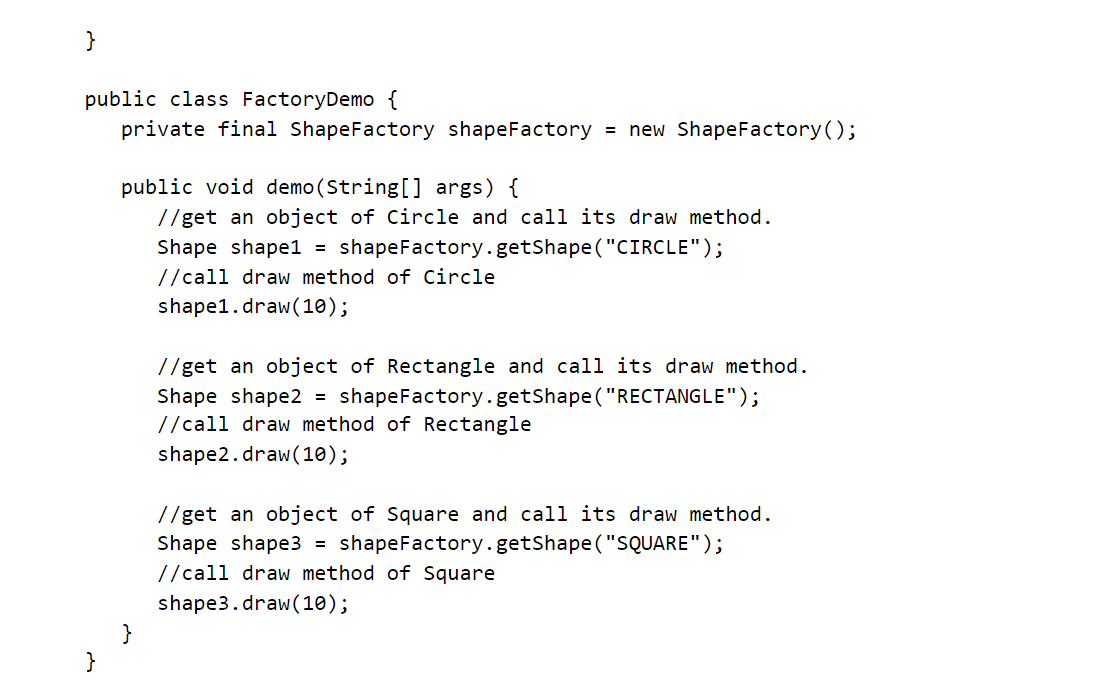 }
public class FactoryDemo {
private final ShapeFactory shapeFactory = new ShapeFactory();
public void demo(String[] args) {
//get an object of Circle and call its draw method.
Shape shape1 = shapeFactory.getShape("CIRCLE");
//call draw method of Circle
shape1.draw(10);
//get an object of Rectangle and call its draw method.
Shape shape2 = shapeFactory.getShape("RECTANGLE");
//call draw method of Rectangle
shape2.draw(10);
//get an object of Square and call its draw method.
Shape shape3 = shapeFactory.getShape("SQUARE");
//call draw method of Square
shape3.draw(10);
}
}